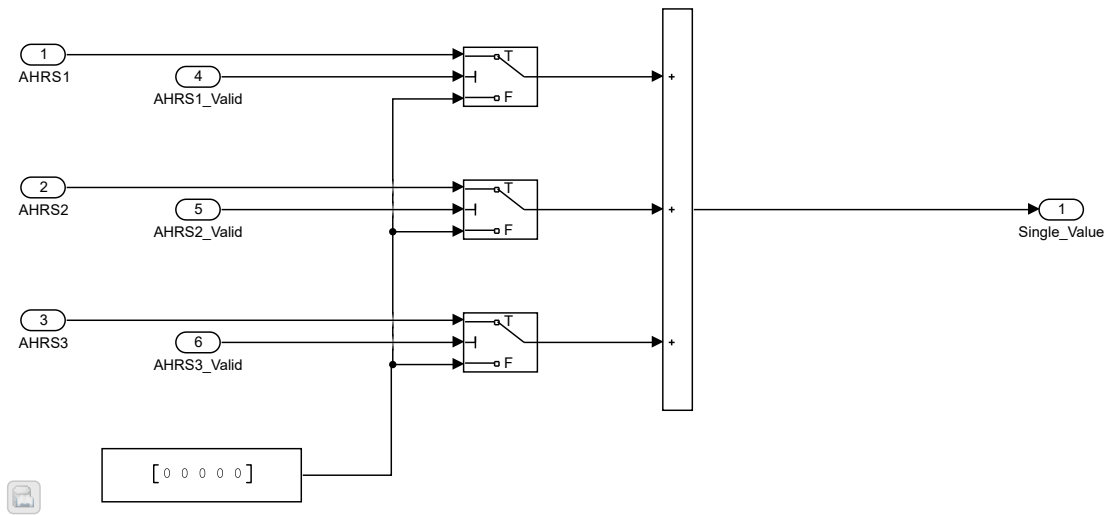 1
T
AHRS1
4
+
AHRS1_Valid
F
2
T
AHRS2
5
+
1
AHRS2_Valid
F
Single_Value
3
T
AHRS3
6
+
AHRS3_Valid
F
[0 0 0 0 0]